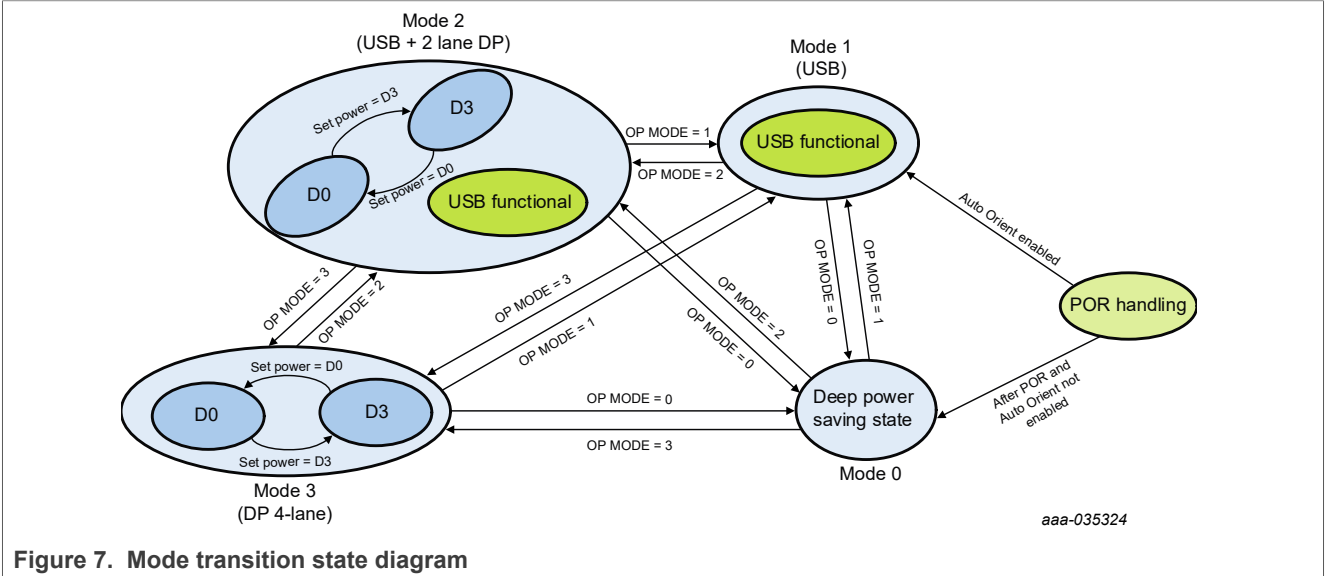 Mode 2
(USB + 2 lane DP)
Mode 1
(USB)
D3
Set power = D3
D0
Set power = D0
USB functional
OP MODE = 1
OP MODE = 2
USB functional
Auto Orient enabled
POR handling
OP MODE = 3
OP MODE = 2
OP MODE = 3
OP MODE = 1
OP MODE = 2
OP MODE = 0
OP MODE = 0
OP MODE = 1
After POR and
Auto Orient not
enabled
Set power = D0
D0
D3
Set power = D3
OP MODE = 0
OP MODE = 3
Deep power
saving state
Mode 0
Mode 3
(DP 4-lane)
aaa-035324
Figure 7. Mode transition state diagram